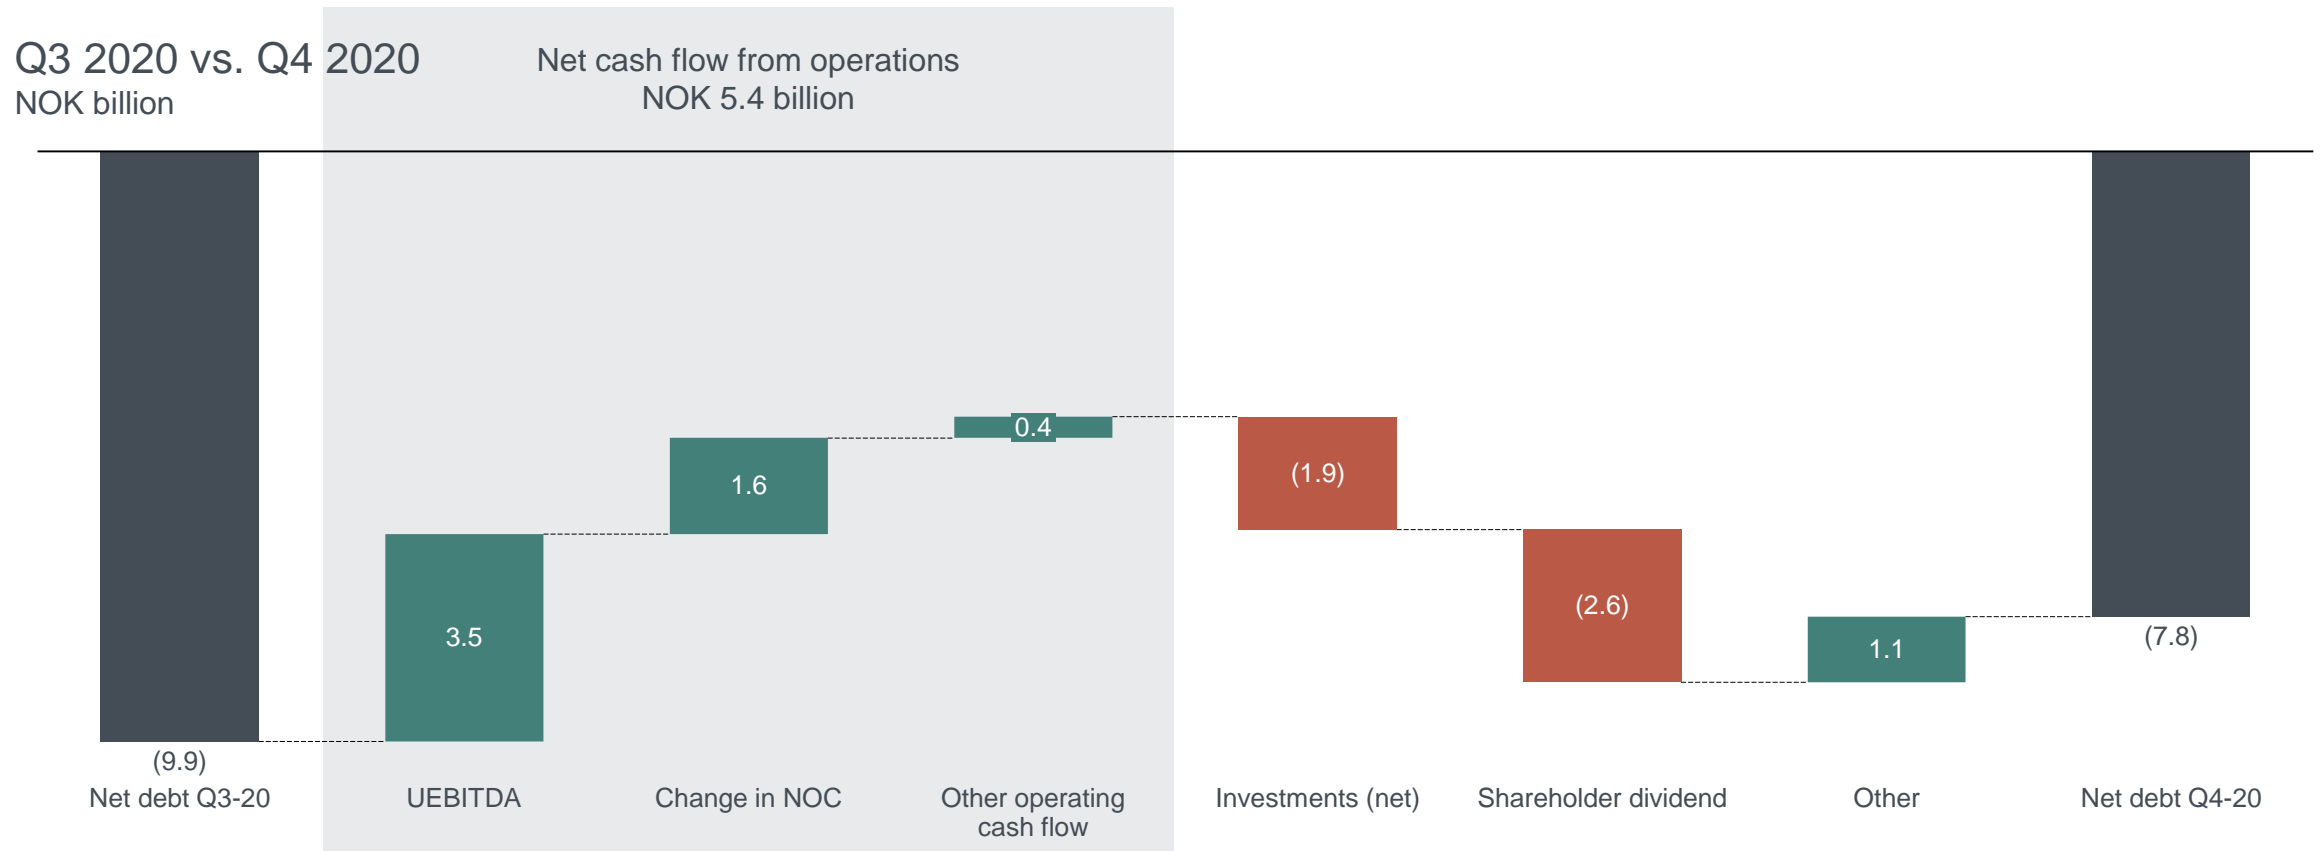 Q3 2020 vs. Q4 2020
NOK billion
Net cash flow from operations
NOK 5.4 billion
0.4
(1.9)
1.6
(2.6)
3.5
(7.8)
1.1
(9.9)
Net debt Q3-20
UEBITDA
Change in NOC
Other operating
cash flow
Investments (net)
Shareholder dividend
Other
Net debt Q4-20